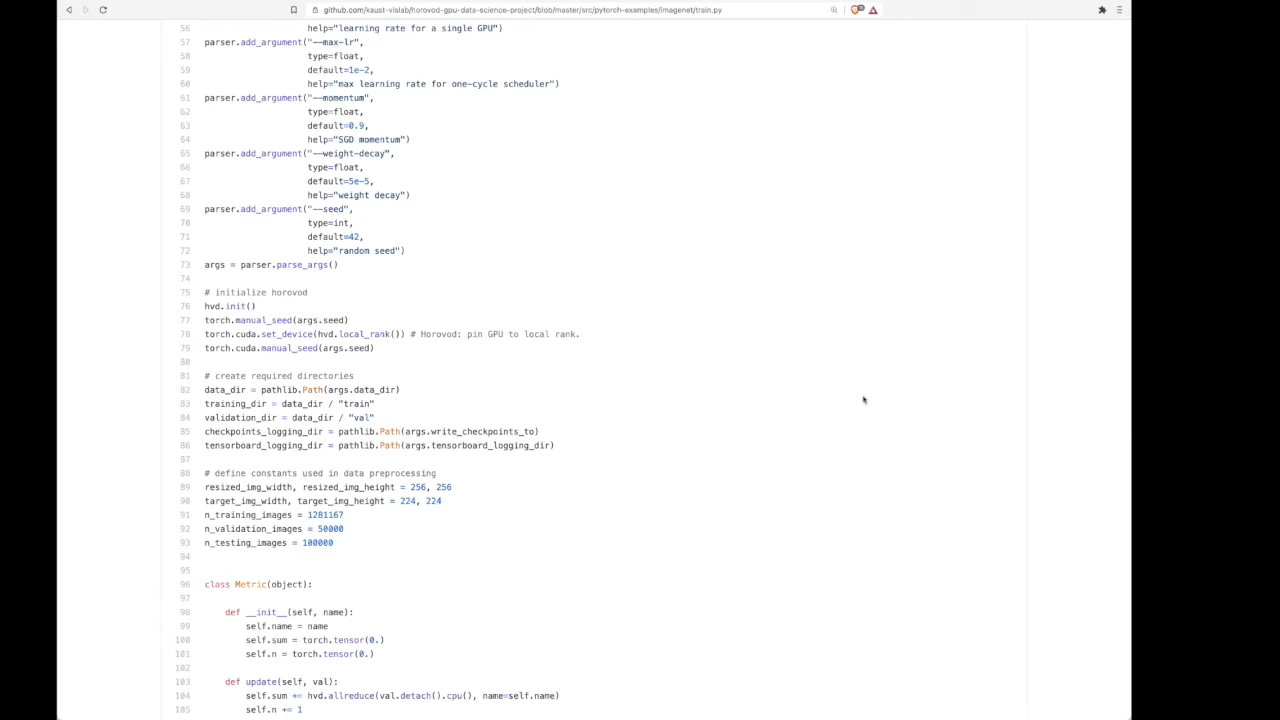 github.com/kaust-vislab/horovod-gpu-data-science-project/blob/master/src/pytorch-examples/imagenet/train.py
56 help="learning rate for a single GPU")
57 parser.add_argument("--max-lr",
58 type=float,
59 default=1e-2,
60 help="max learning rate for one-cycle scheduler")
61 parser.add_argument("--momentum",
62 type=float,
63 default=0.9,
64 help="SGD momentum")
65 parser.add_argument("--weight-decay",
66 type=float,
67 default=5e-5,
68 help="weight decay")
69 parser.add_argument("--seed",
70 type=int,
71 default=42,
72 help="random seed")
73 args = parser.parse_args()
74
75 # initialize horovod
76 hvd.init()
77 torch.manual_seed(args.seed)
78 torch.cuda.set_device(hvd.local_rank()) # Horovod: pin GPU to local rank.
79 torch.cuda.manual_seed(args.seed)
80
81 # create required directories
82 data_dir = pathlib.Path(args.data_dir)
83 training_dir = data_dir / "train"
84 validation_dir = data_dir / "val"
85 checkpoints_logging_dir = pathlib.Path(args.write_checkpoints_to)
86 tensorboard_logging_dir = pathlib.Path(args.tensorboard_logging_dir)
87
88 # define constants used in data preprocessing
89 resized_img_width, resized_img_height = 256, 256
90 target_img_width, target_img_height = 224, 224
91 n_training_images = 1281167
92 n_validation_images = 50000
93 n_testing_images = 100000
94
95
96 class Metric(object):
97
98 def __init__(self, name):
99 self.name = name
100 self.sum = torch.tensor(0.)
101 self.n = torch.tensor(0.)
102
103 def update(self, val):
104 self.sum += hvd.allreduce(val.detach().cpu(), name=self.name)
105 self.n += 1